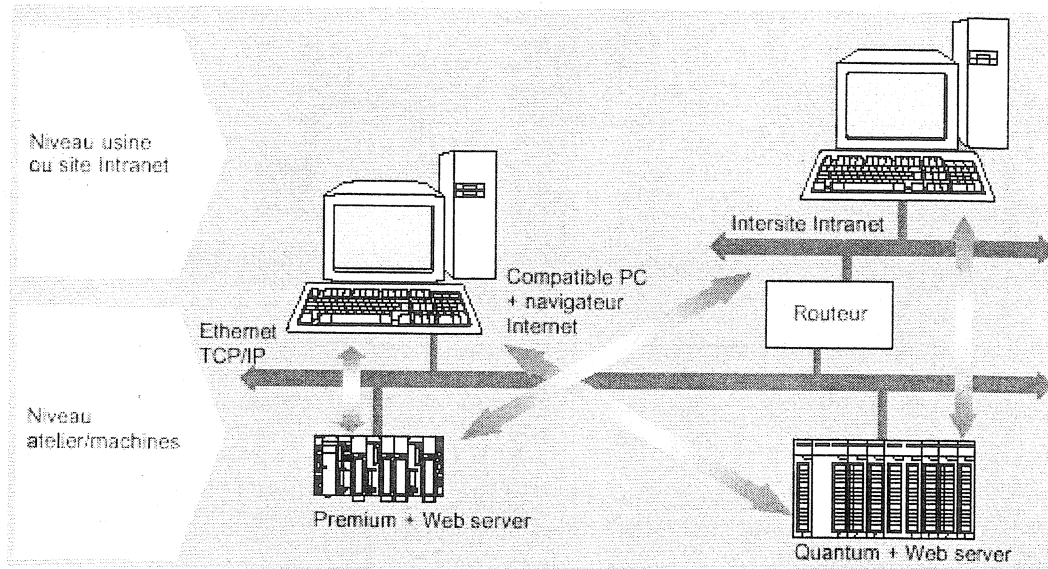 Niveau usine
ou site Intranet
Intersite Intranet
Compatible PC
+ navigateur
Internet
Routeur
Ethernet
TCP/IP
Niveau
atelier/machines
Premium + Web server
Quantum + Web server